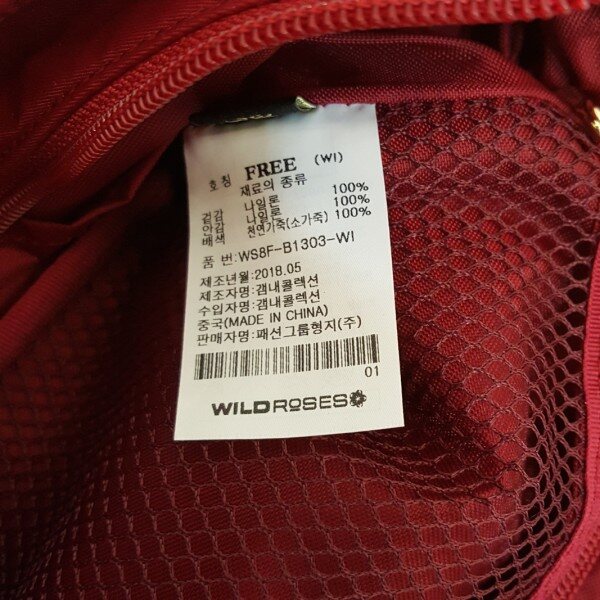 호칭 FREE (WI)
재료의 종류
겉감 나일론 100%
안감 나일론 100%
배색 천연가죽(소가죽) 100%
품 번:WS8F-B1303-WI
제조년월:2018.05
제조자명:갬내콜렉션
수입자명:갬내콜렉션
중국(MADE IN CHINA)
판매자명:패션그룹형지(주)
01
WILDROSES